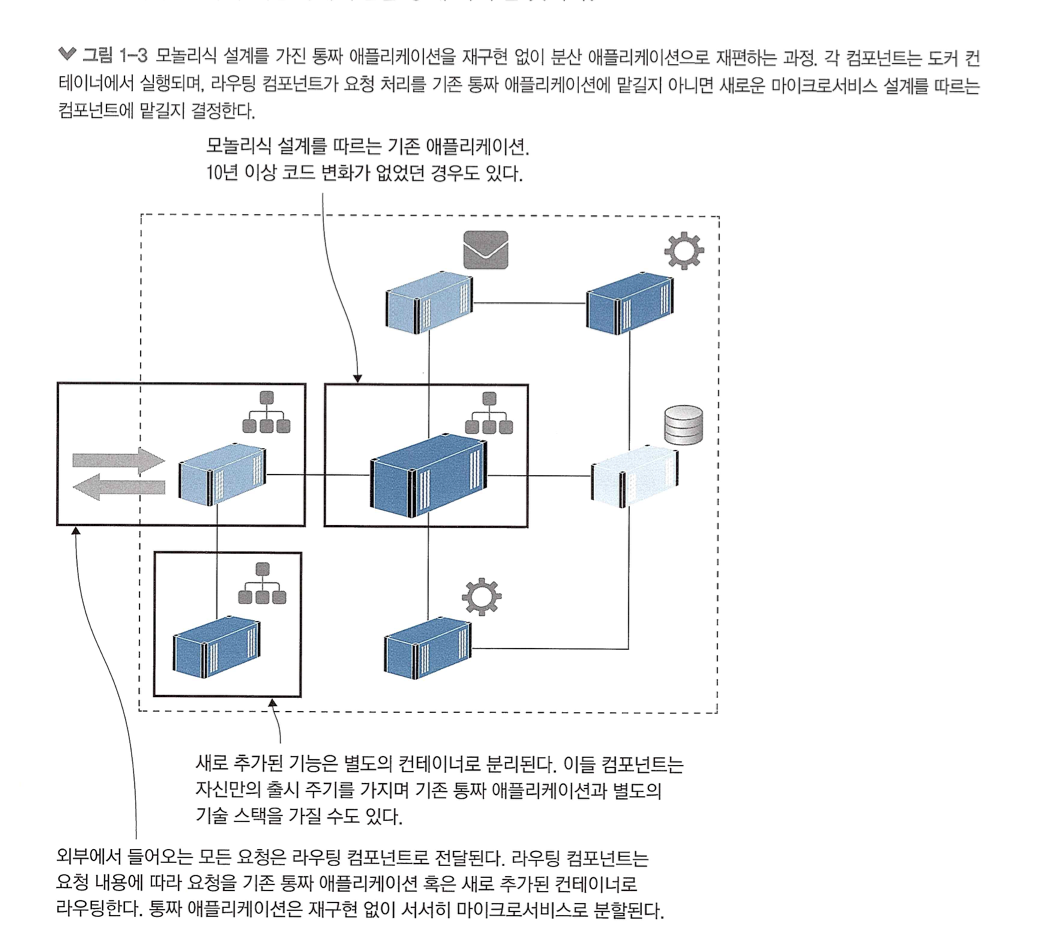 ❤ 그림 1-3 모놀리식 설계를 가진 통짜 애플리케이션을 재구현 없이 분산 애플리케이션으로 재편하는 과정. 각 컴포넌트는 도커 컨
테이너에서 실행되며, 라우팅 컴포넌트가 요청 처리를 기존 통짜 애플리케이션에 맡길지 아니면 새로운 마이크로서비스 설계를 따르는
컴포넌트에 맡길지 결정한다.
모놀리식 설계를 따르는 기존 애플리케이션.
10년 이상 코드 변화가 없었던 경우도 있다.
새로 추가된 기능은 별도의 컨테이너로 분리된다. 이들 컴포넌트는
자신만의 출시 주기를 가지며 기존 통짜 애플리케이션과 별도의
기술 스택을 가질 수도 있다.
외부에서 들어오는 모든 요청은 라우팅 컴포넌트로 전달된다. 라우팅 컴포넌트는
요청 내용에 따라 요청을 기존 통짜 애플리케이션 혹은 새로 추가된 컨테이너로
라우팅한다. 통짜 애플리케이션은 재구현 없이 서서히 마이크로서비스로 분할된다.